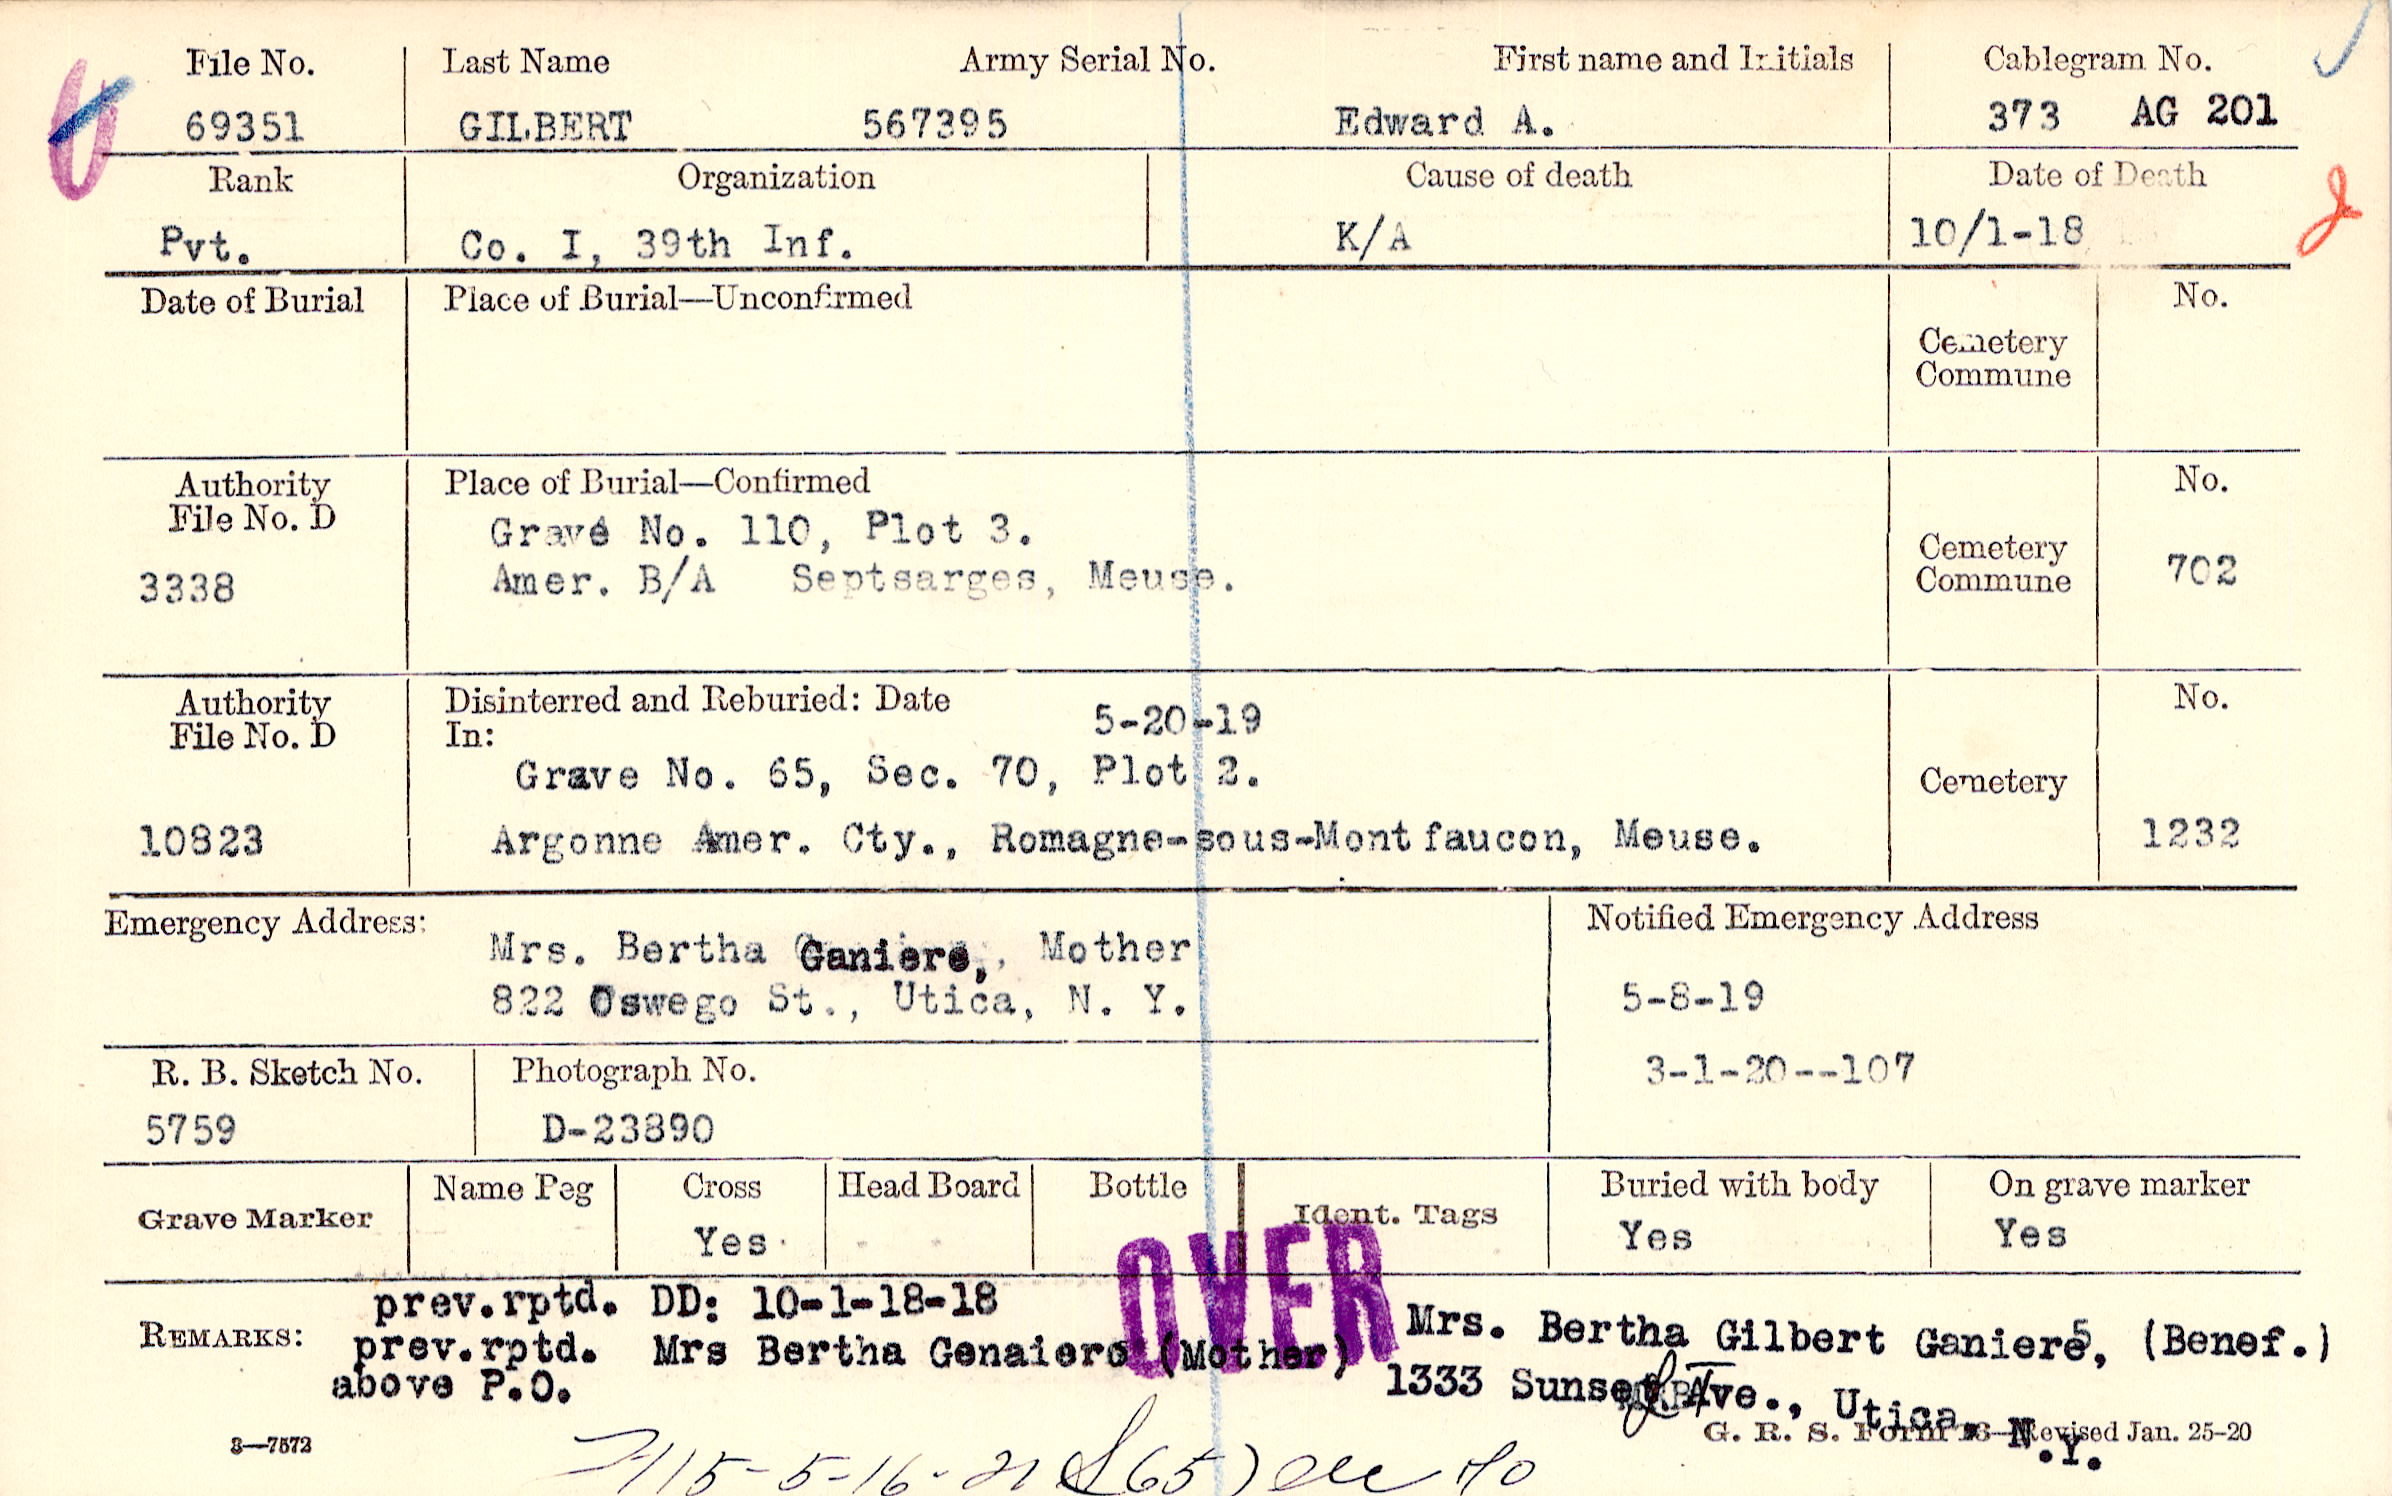 File No. Last Name Army Serial No. First name and Initials Cablegram No.
69351 GILBERT 567395 Edward A. 373 AG 201
Rank Organization Cause of death Date of Death
Pvt. Co. I, 39th Inf. K/A 10/1-18
Date of Burial Place of Burial—Unconfirmed No.
Cemetery
Commune
Authority Place of Burial—Confirmed No.
File No. D
Grave No. 110, Plot 3.
3338 Amer. B/A Septsarges, Meuse. Cemetery
Commune 702
Authority Disinterred and Reburied: Date 5-20-19 No.
File No. D In:
Grave No. 65, Sec. 70, Plot 2. Cemetery
10823 Argonne Amer. Cty., Romagne-sous-Montfaucon, Meuse. 1232
Emergency Address: Notified Emergency Address
Mrs. Bertha Ganiere, Mother
822 Oswego St., Utica, N. Y. 5-8-19
R. B. Sketch No. Photograph No. 3-1-20--107
5759 D-23890
Grave Marker Name Peg Cross Head Board Bottle Ident. Tags Buried with body On grave marker
Yes Yes Yes
OVER
prev.rptd. DD: 10-1-18-18
REMARKS: prev.rptd. Mrs Bertha Genaiero (Mother)
above P.O.
Mrs. Bertha Gilbert Ganiere, (Benef.)
1333 Sunset Ave., Utica, N.Y.
3—7572 G. R. S. Form 16—Revised Jan. 25-20
115-5-16-21 (65)